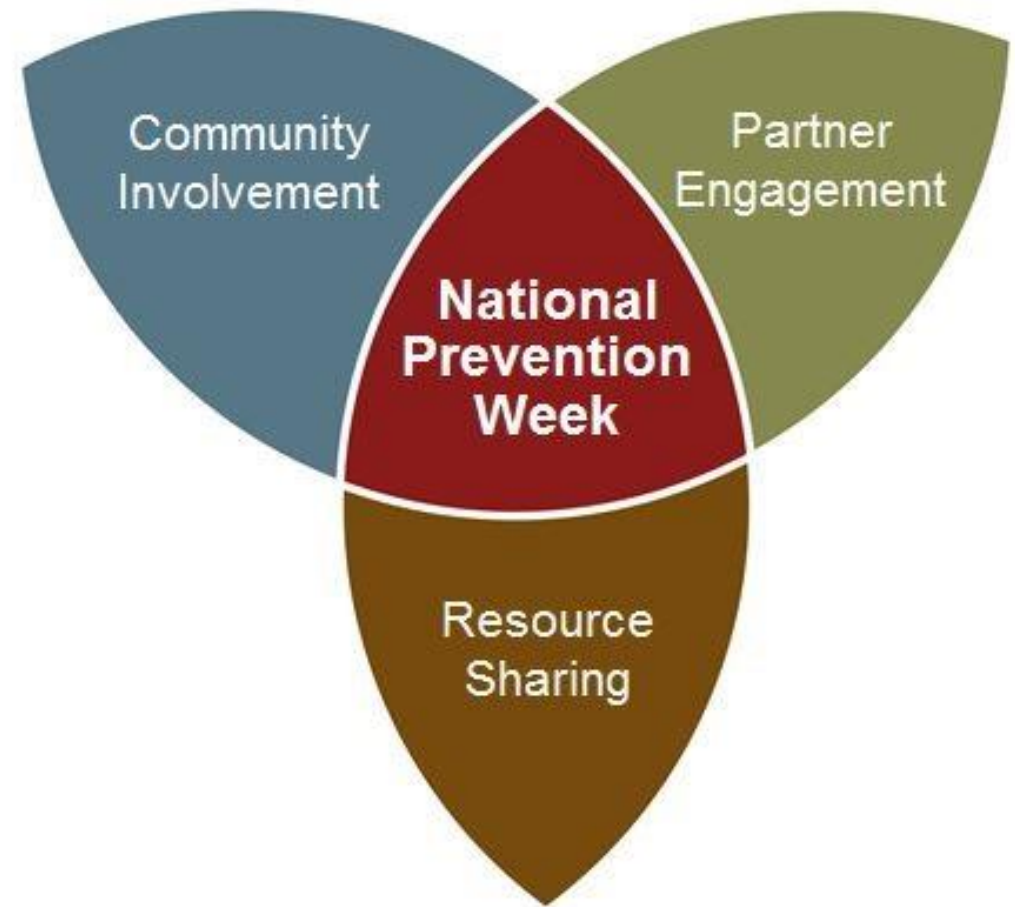 Community
Involvement
Partner
Engagement
National
Prevention
Week
Resource
Sharing